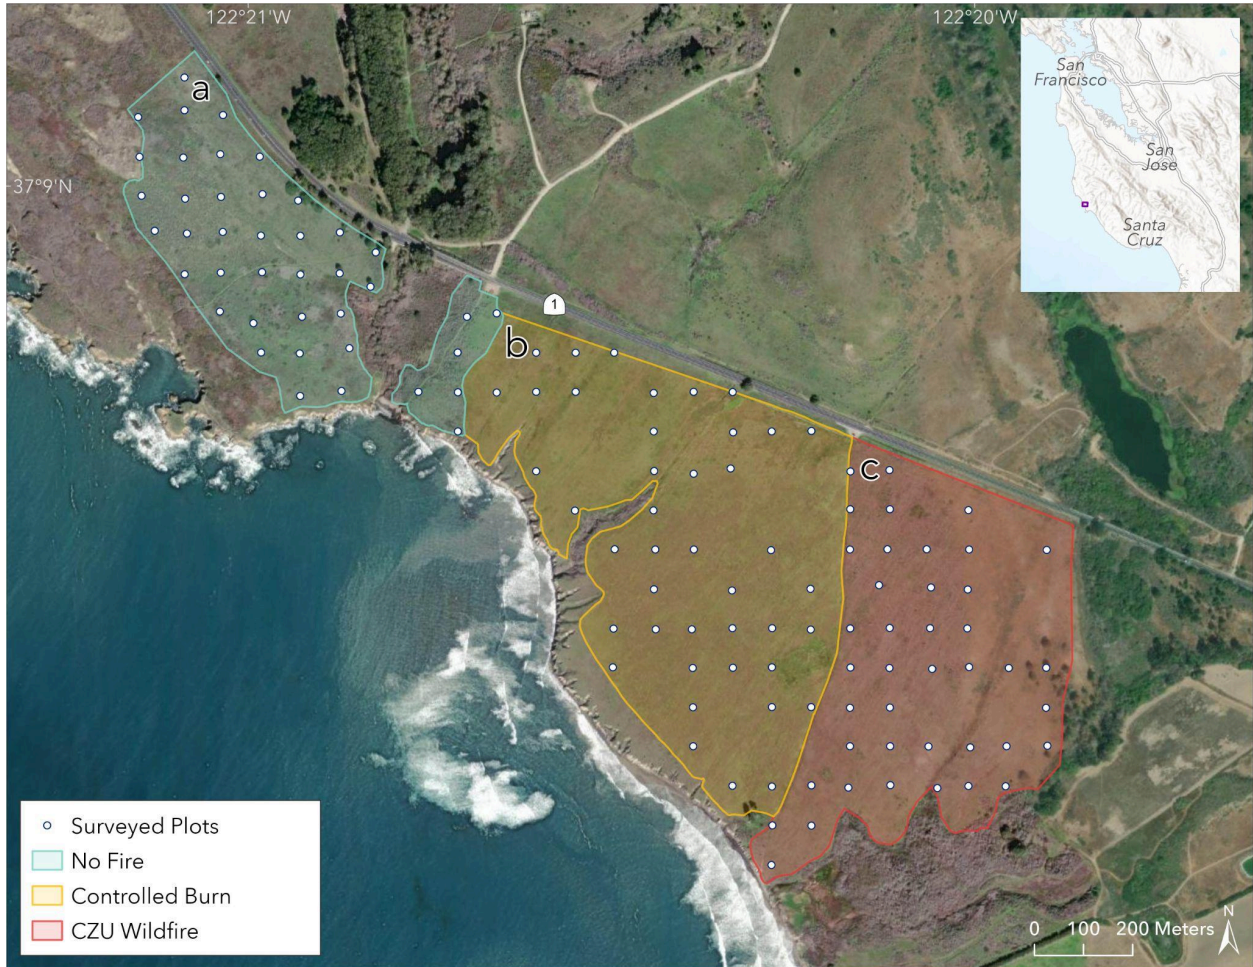 122°21'W
122°20'W
a
San
Francisco
San
Jose
37°9'N
Santa
Cruz
1
b
c
Surveyed Plots
No Fire
Controlled Burn
CZU Wildfire
N
0 100 200 Meters